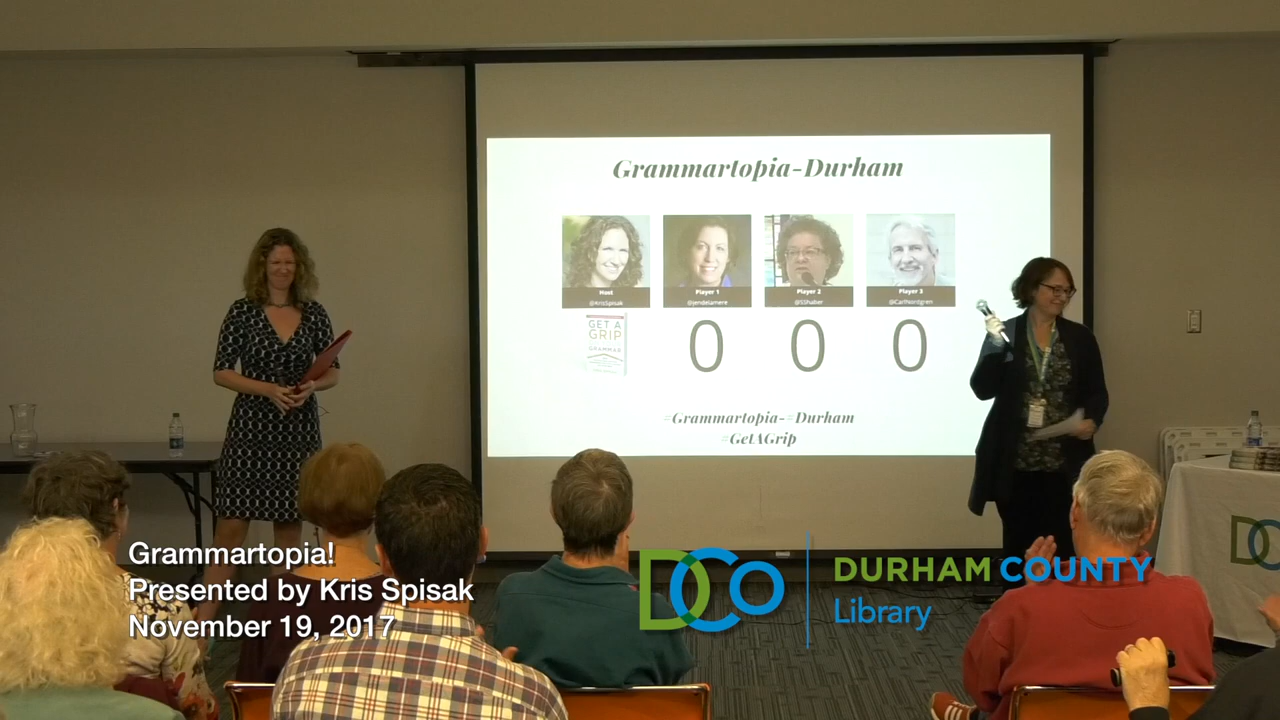 Grammartopia-Durham
Host
Player 1
Player 2
Player 3
@KrisSpisak
@jendelamere
@SShaber
@CarlNordgren
GET A
GRIP
GRAMMAR
0 0 0
#Grammartopia-#Durham
#GetAGrip
Grammartopia!
Presented by Kris Spisak
November 19, 2017
DCo
DURHAM COUNTY
Library